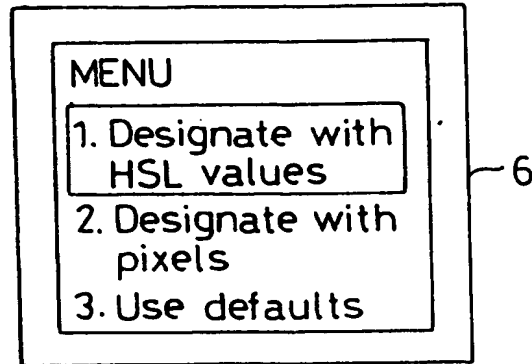 MENU
1. Designate with
HSL values
2. Designate with
pixels
3. Use defaults
6